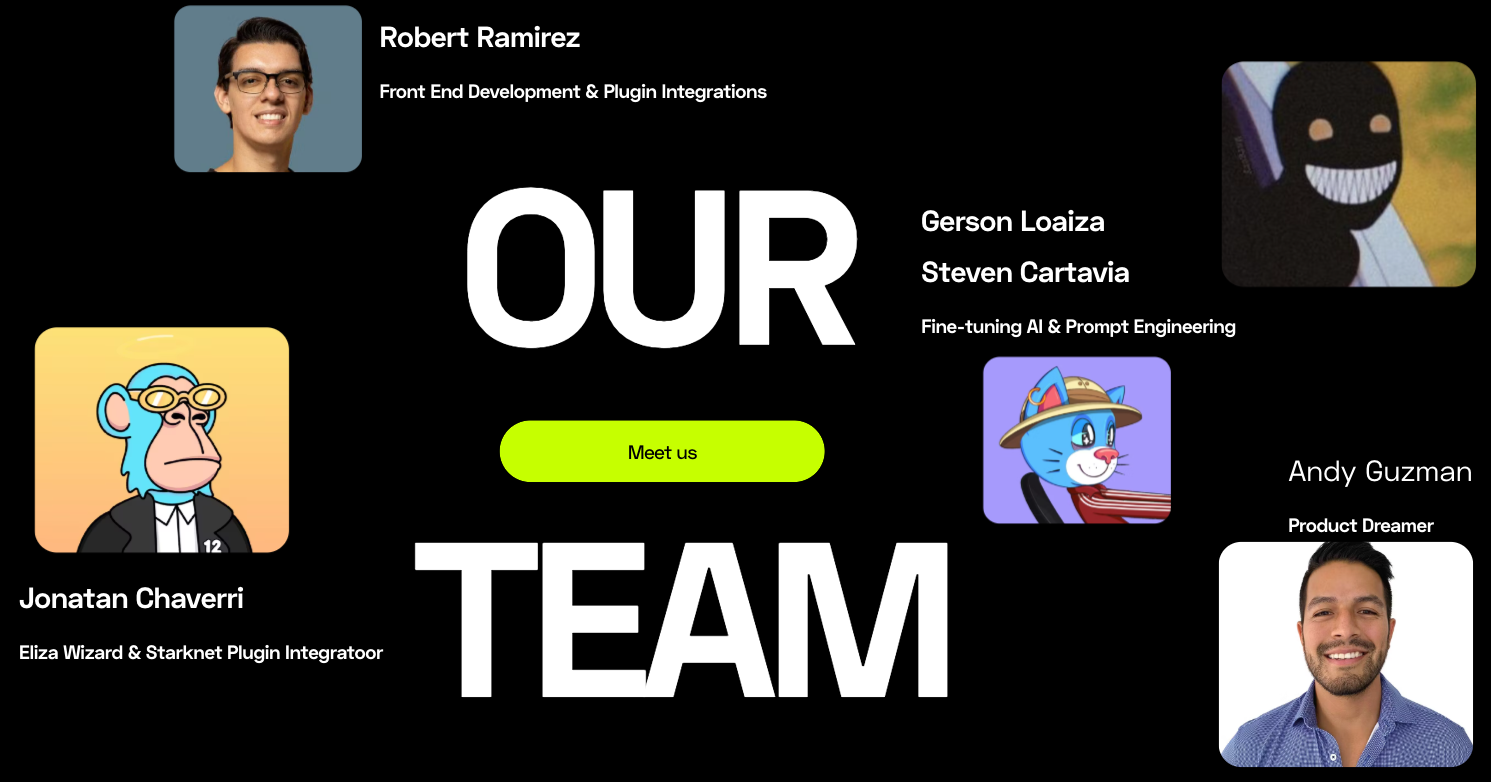 Robert Ramirez
Front End Development & Plugin Integrations
OUR
Gerson Loaiza
Steven Cartavia
Fine-tuning AI & Prompt Engineering
Meet us
12
Andy Guzman
Product Dreamer
TEAM
Jonatan Chaverri
Eliza Wizard & Starknet Plugin Integratoor